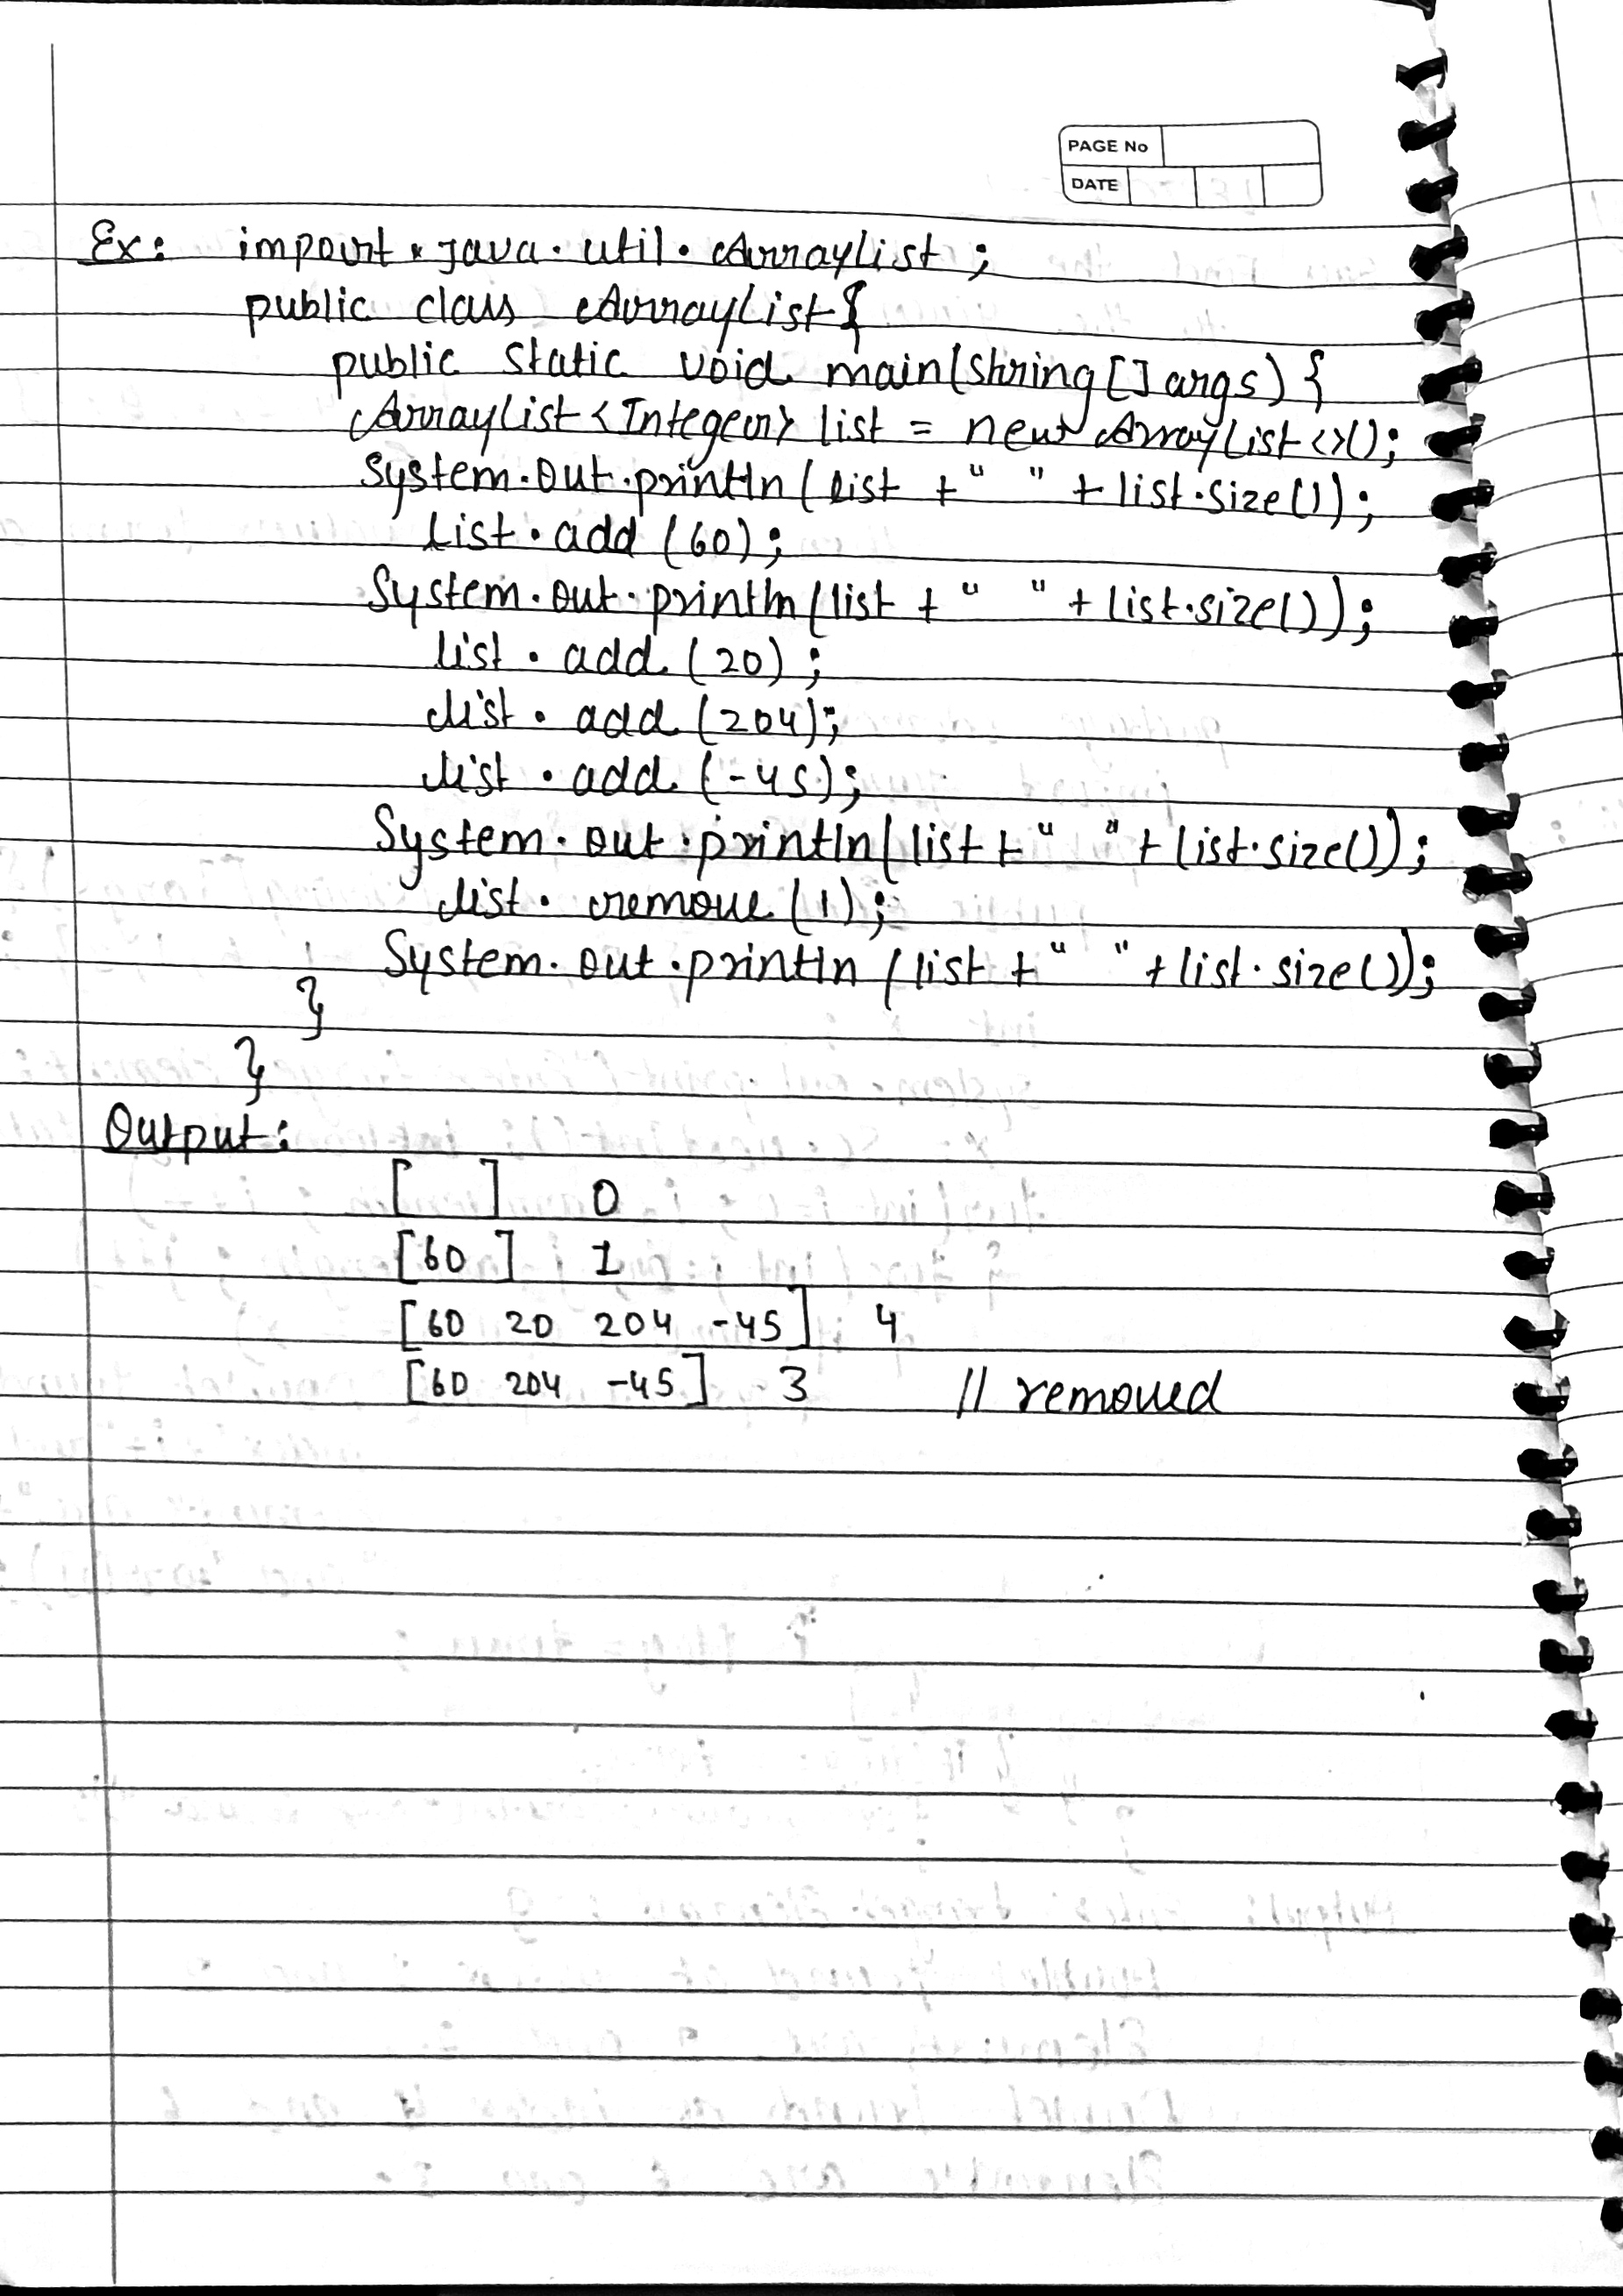 PAGE No
DATE
Ex: import java.util.ArrayList;
public class ArrayList{
public static void main(String[] args) {
ArrayList<Integer> list = new ArrayList<>();
System.out.println(list + " " + list.size());
list.add(60);
System.out.println(list + " " + list.size());
list.add(20);
list.add(204);
list.add(-45);
System.out.println(list + " " + list.size());
list.remove(1);
System.out.println(list + " " + list.size());
}
}
Output:
[ ] 0
[60] 1
[60 20 204 -45] 4
[60 204 -45] 3 // removed